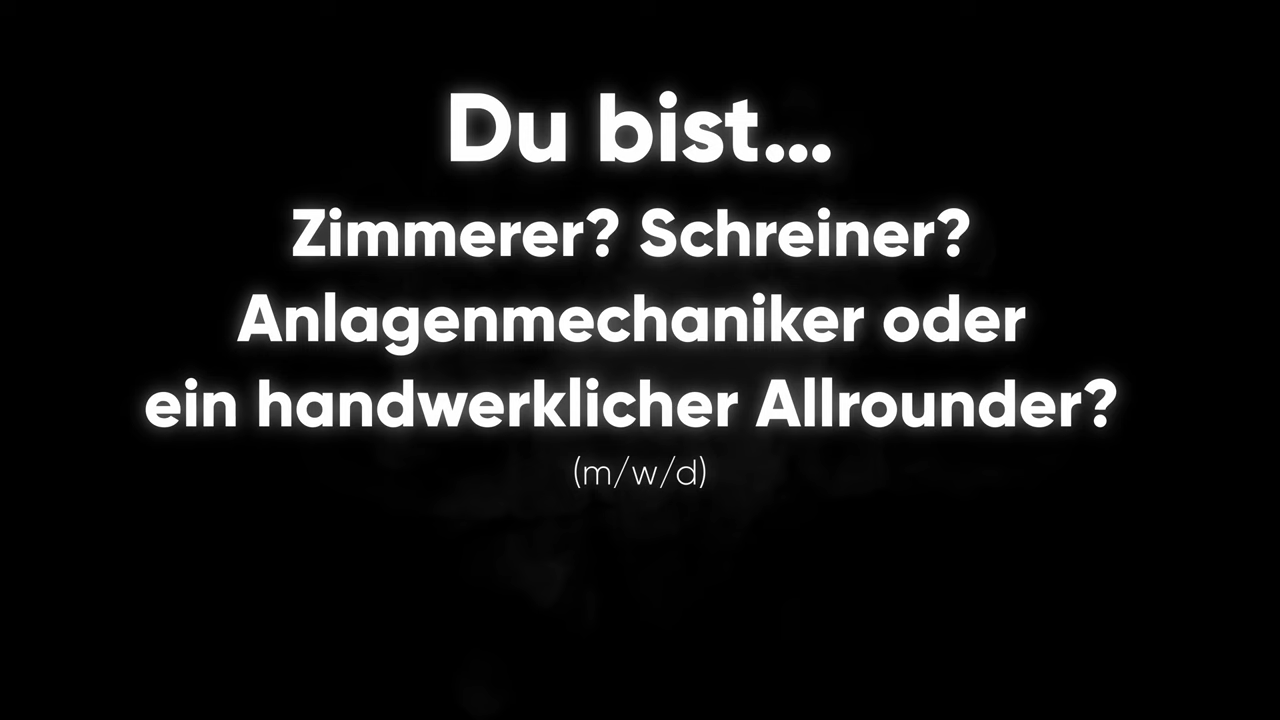 Du bist...
Zimmerer? Schreiner?
Anlagenmechaniker oder
ein handwerklicher Allrounder?
(m/w/d)